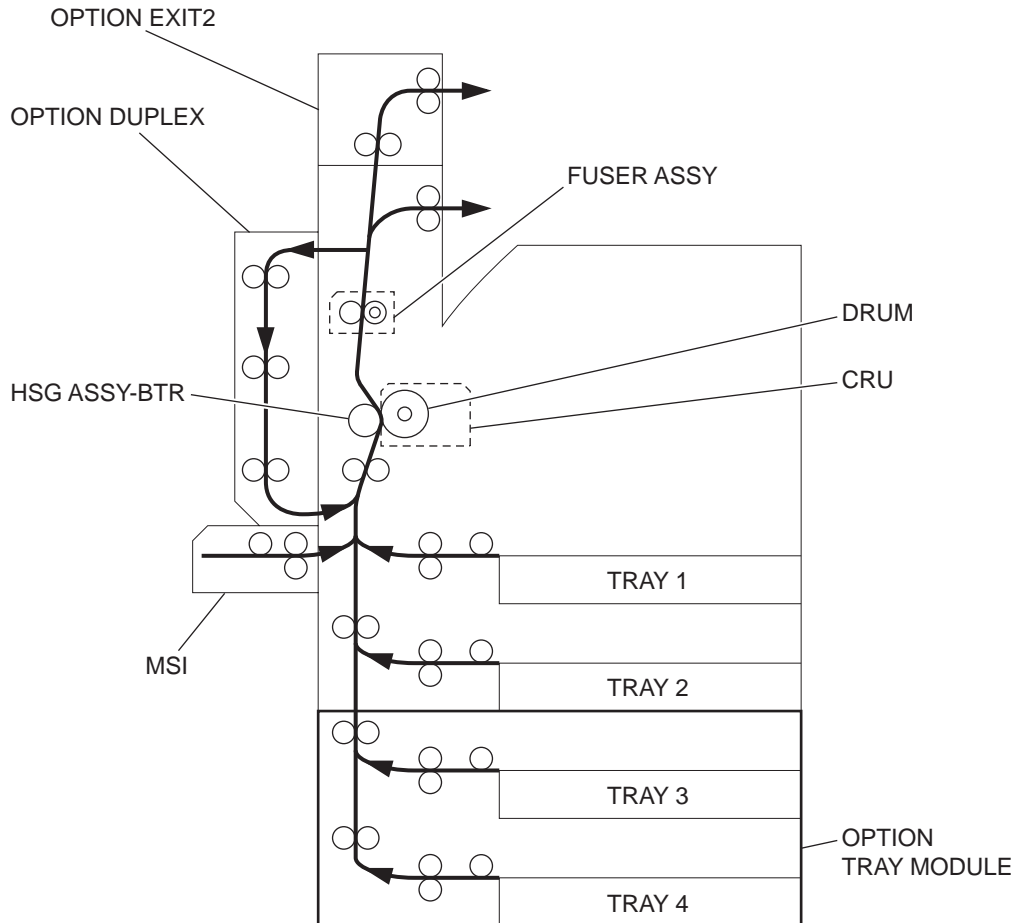 OPTION EXIT2
OPTION DUPLEX
FUSER ASSY
DRUM
CRU
HSG ASSY-BTR
TRAY 1
MSI
TRAY 2
TRAY 3
OPTION
TRAY MODULE
TRAY 4